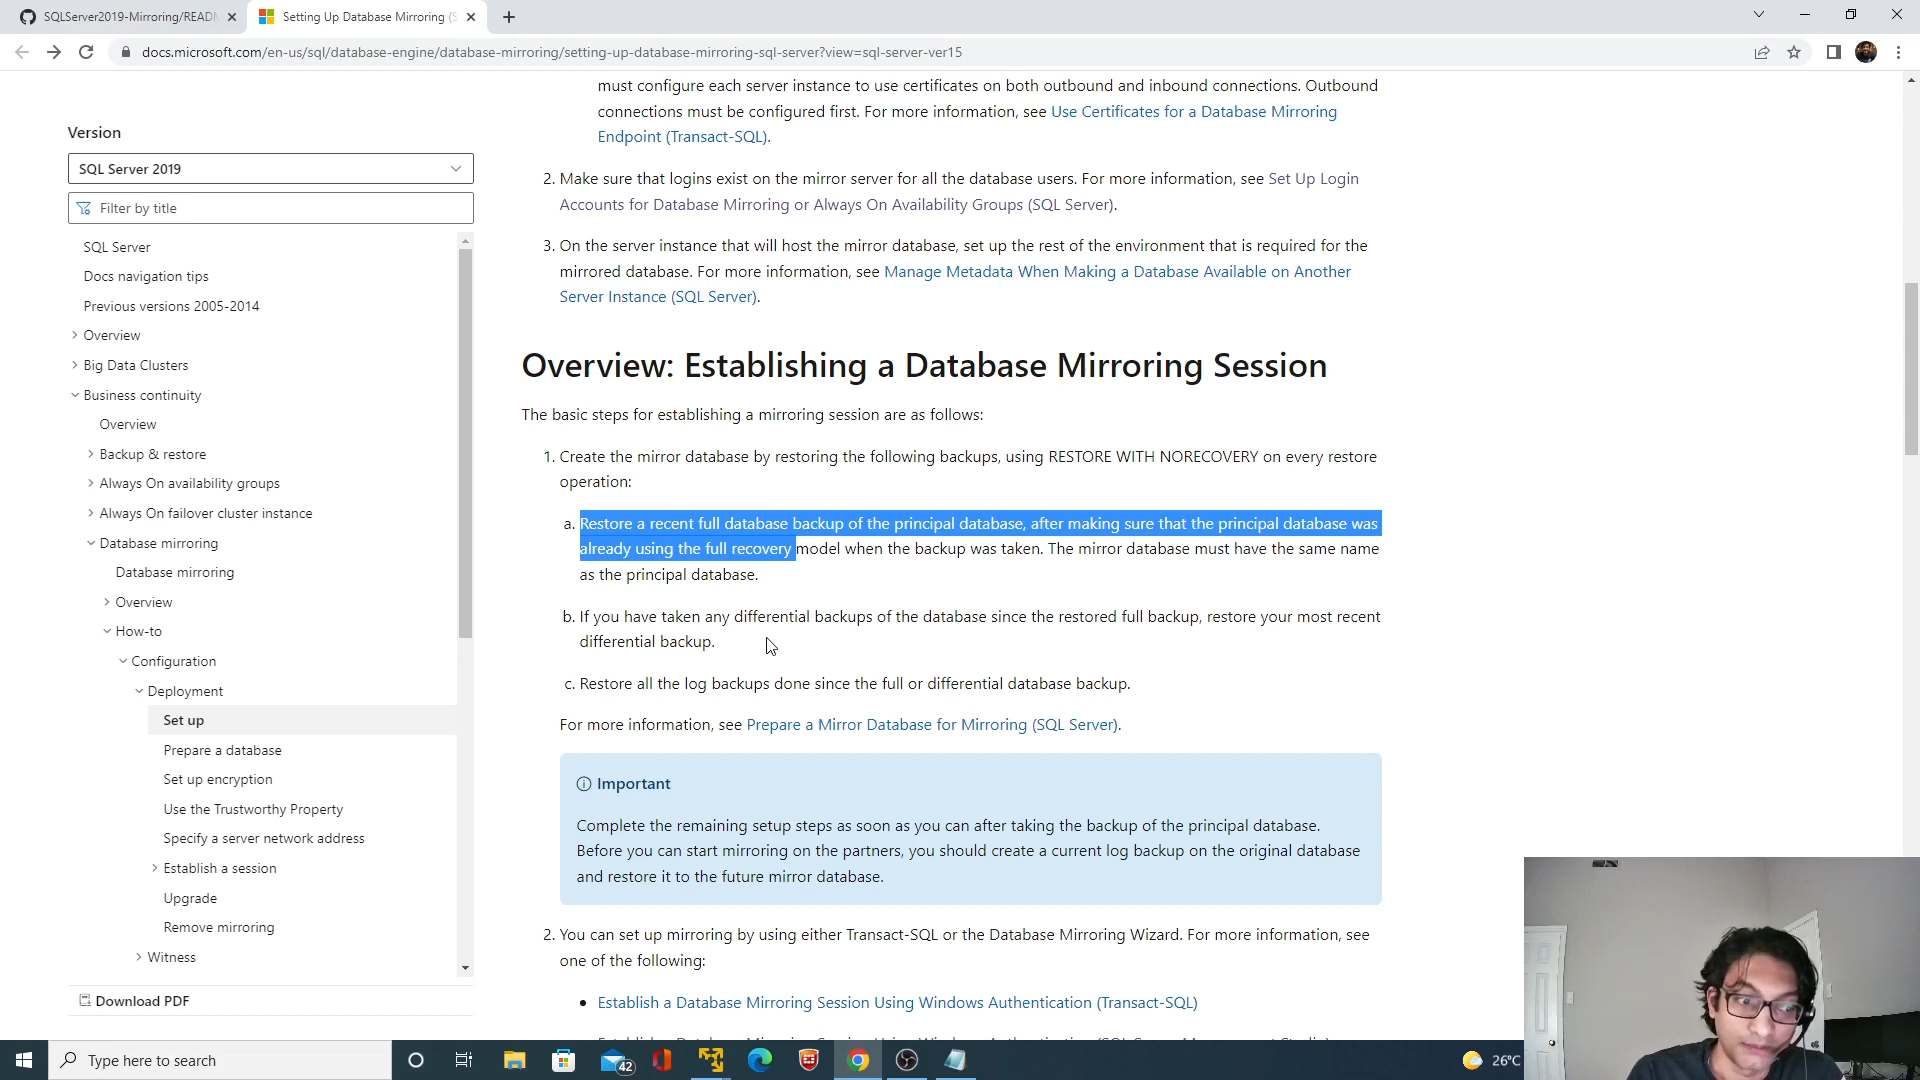 SQLServer2019-Mirroring/READM
Setting Up Database Mirroring (S
docs.microsoft.com/en-us/sql/database-engine/database-mirroring/setting-up-database-mirroring-sql-server?view=sql-server-ver15
Version
SQL Server 2019
Filter by title
SQL Server
Docs navigation tips
Previous versions 2005-2014
Overview
Big Data Clusters
Business continuity
Overview
Backup & restore
Always On availability groups
Always On failover cluster instance
Database mirroring
Database mirroring
Overview
How-to
Configuration
Deployment
Set up
Prepare a database
Set up encryption
Use the Trustworthy Property
Specify a server network address
Establish a session
Upgrade
Remove mirroring
Witness
Download PDF
must configure each server instance to use certificates on both outbound and inbound connections. Outbound
connections must be configured first. For more information, see Use Certificates for a Database Mirroring
Endpoint (Transact-SQL).
2. Make sure that logins exist on the mirror server for all the database users. For more information, see Set Up Login
Accounts for Database Mirroring or Always On Availability Groups (SQL Server).
3. On the server instance that will host the mirror database, set up the rest of the environment that is required for the
mirrored database. For more information, see Manage Metadata When Making a Database Available on Another
Server Instance (SQL Server).
Overview: Establishing a Database Mirroring Session
The basic steps for establishing a mirroring session are as follows:
1. Create the mirror database by restoring the following backups, using RESTORE WITH NORECOVERY on every restore
operation:
a. Restore a recent full database backup of the principal database, after making sure that the principal database was
already using the full recovery model when the backup was taken. The mirror database must have the same name
as the principal database.
b. If you have taken any differential backups of the database since the restored full backup, restore your most recent
differential backup.
c. Restore all the log backups done since the full or differential database backup.
For more information, see Prepare a Mirror Database for Mirroring (SQL Server).
Important
Complete the remaining setup steps as soon as you can after taking the backup of the principal database.
Before you can start mirroring on the partners, you should create a current log backup on the original database
and restore it to the future mirror database.
2. You can set up mirroring by using either Transact-SQL or the Database Mirroring Wizard. For more information, see
one of the following:
Establish a Database Mirroring Session Using Windows Authentication (Transact-SQL)
Type here to search
42
26°C